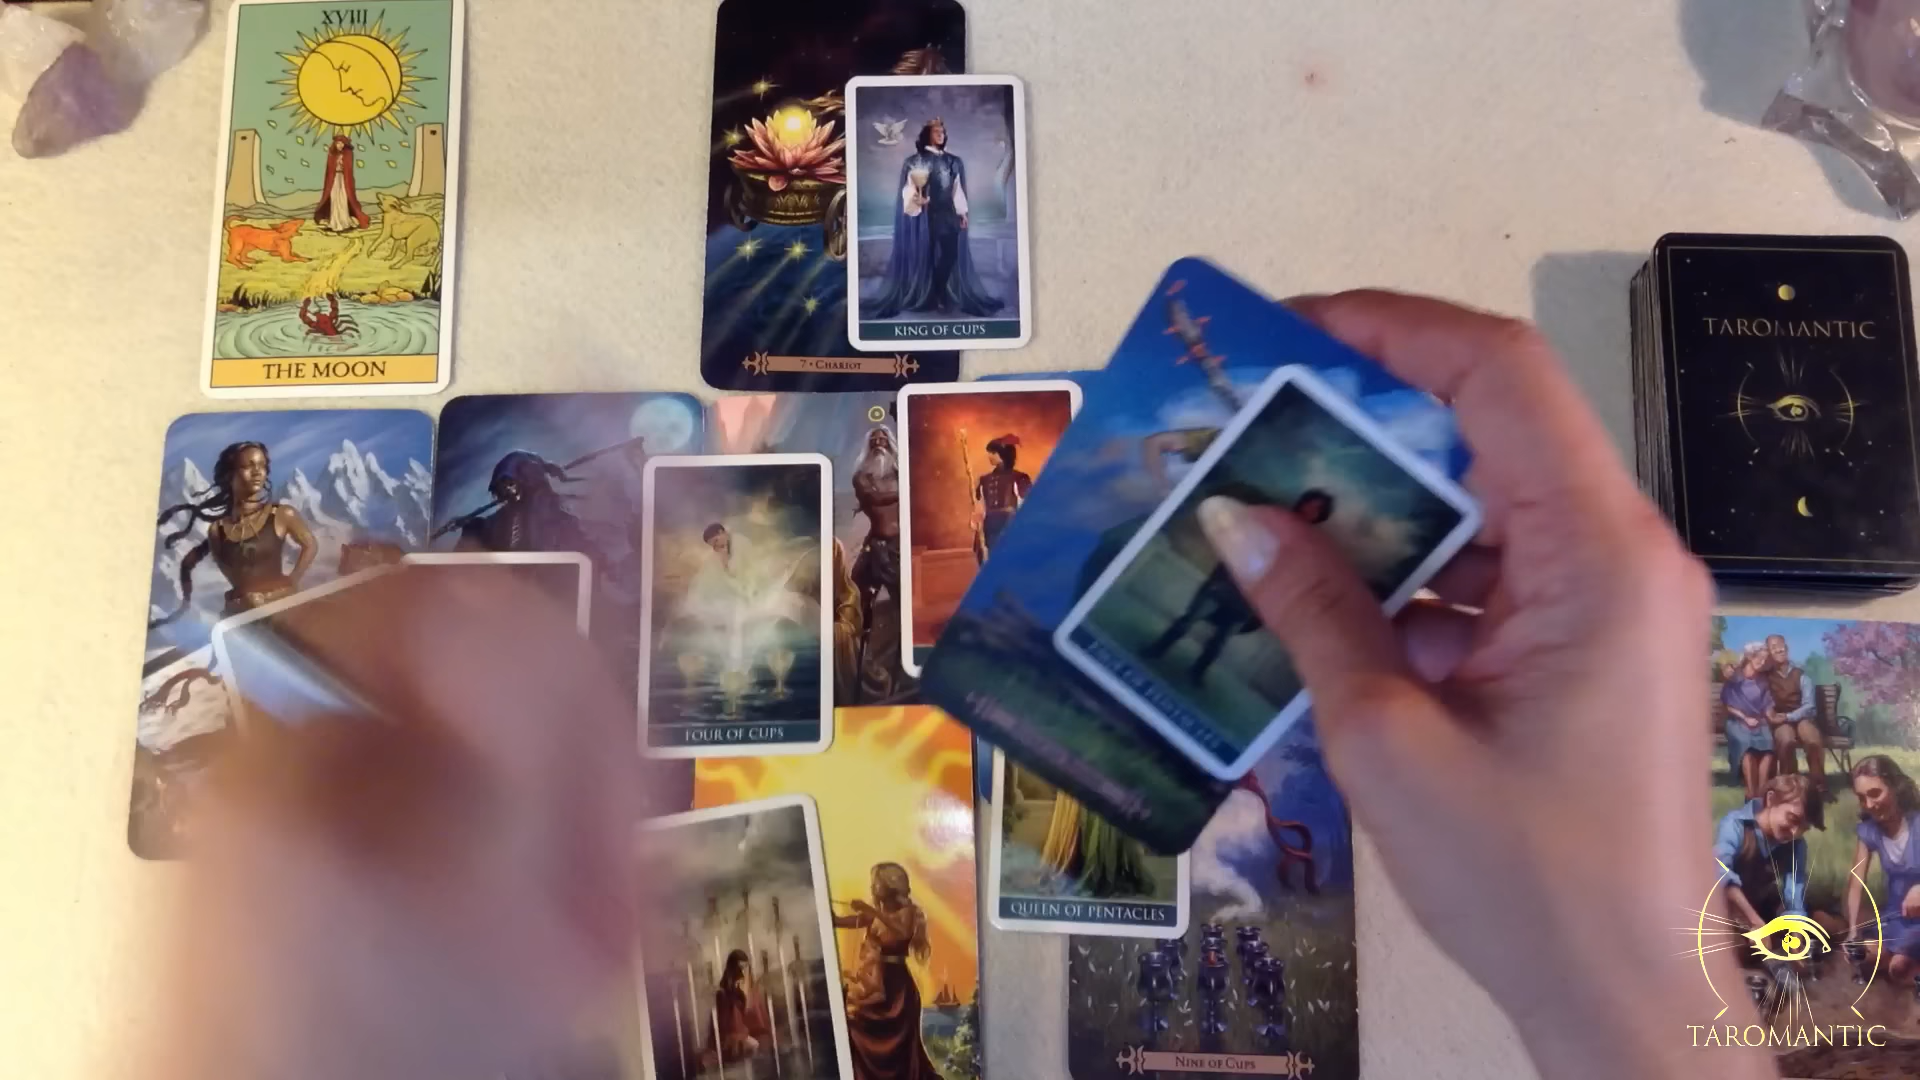 XVIII
THE MOON
7 • CHARIOT
KING OF CUPS
TAROMANTIC
FOUR OF CUPS
QUEEN OF PENTACLES
NINE OF CUPS
TAROMANTIC